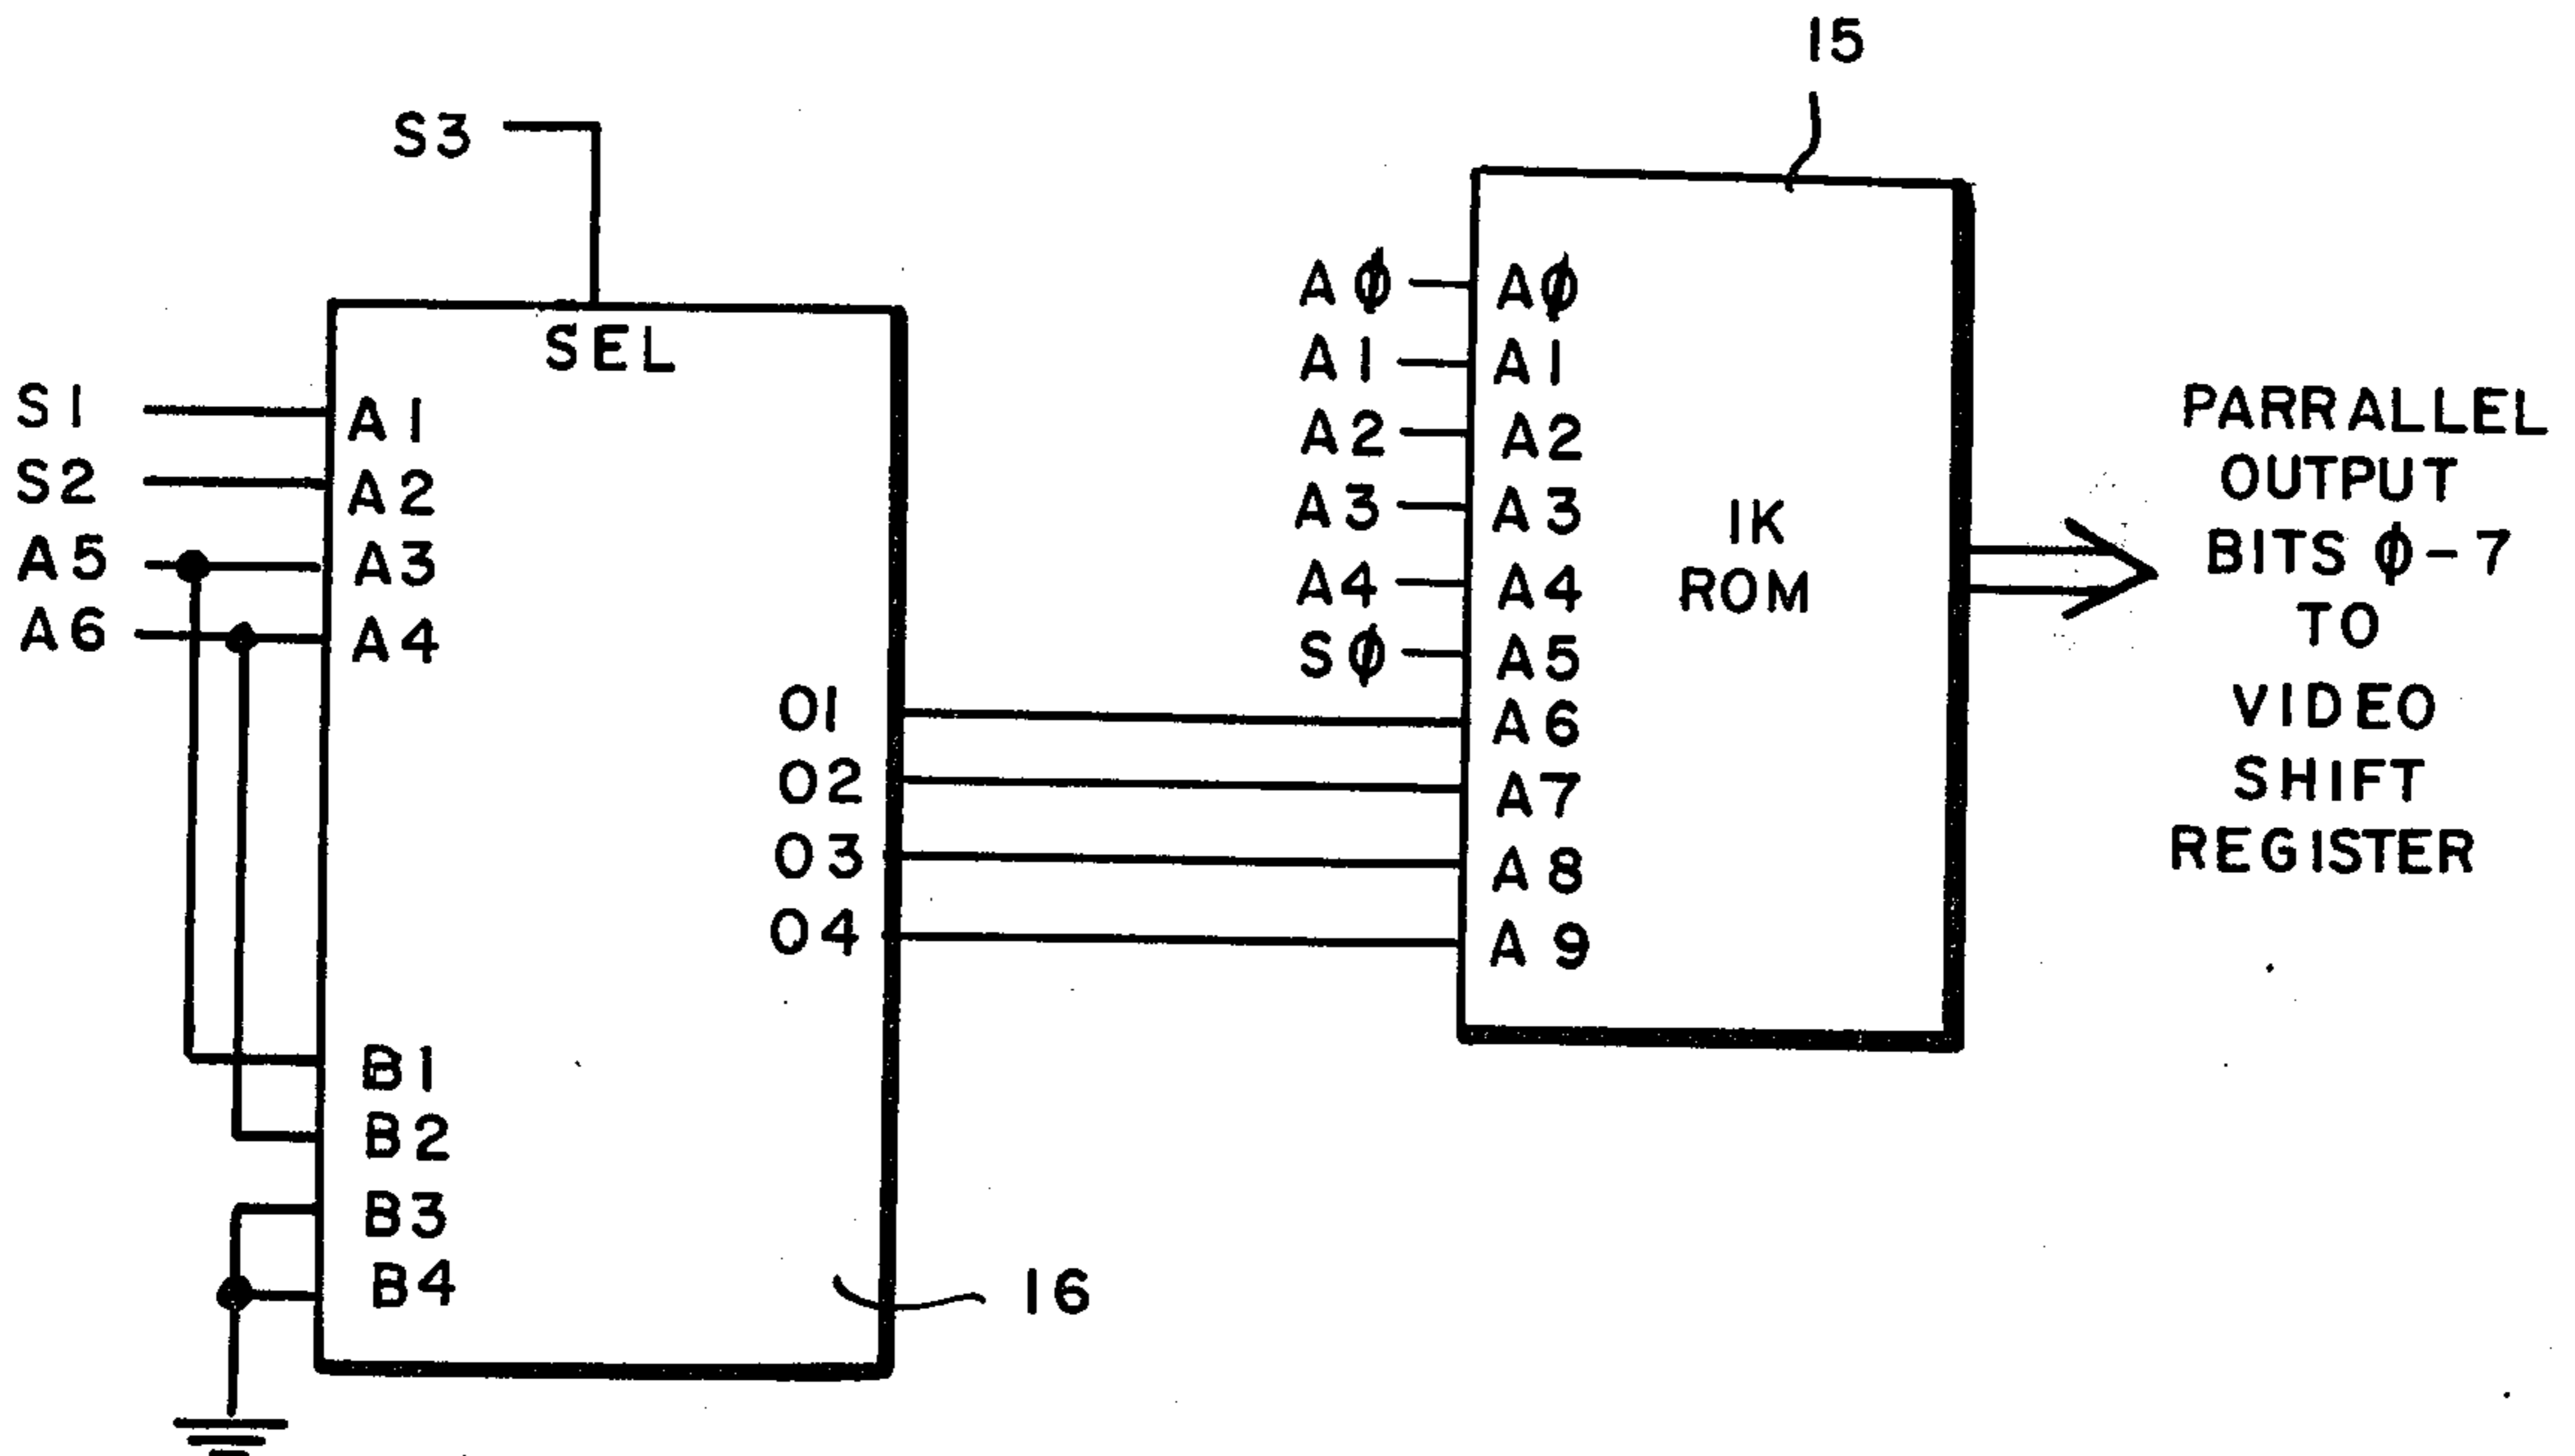 15
S3
SEL
S1
S2
A5
A6
A1
A2
A3
A4
O1
O2
O3
O4
B1
B2
B3
B4
16
Aϕ
A1
A2
A3
A4
Sϕ
Aϕ
A1
A2
A3
A4
A5
A6
A7
A8
A9
1K
ROM
PARRALLEL
OUTPUT
BITS ϕ-7
TO
VIDEO
SHIFT
REGISTER